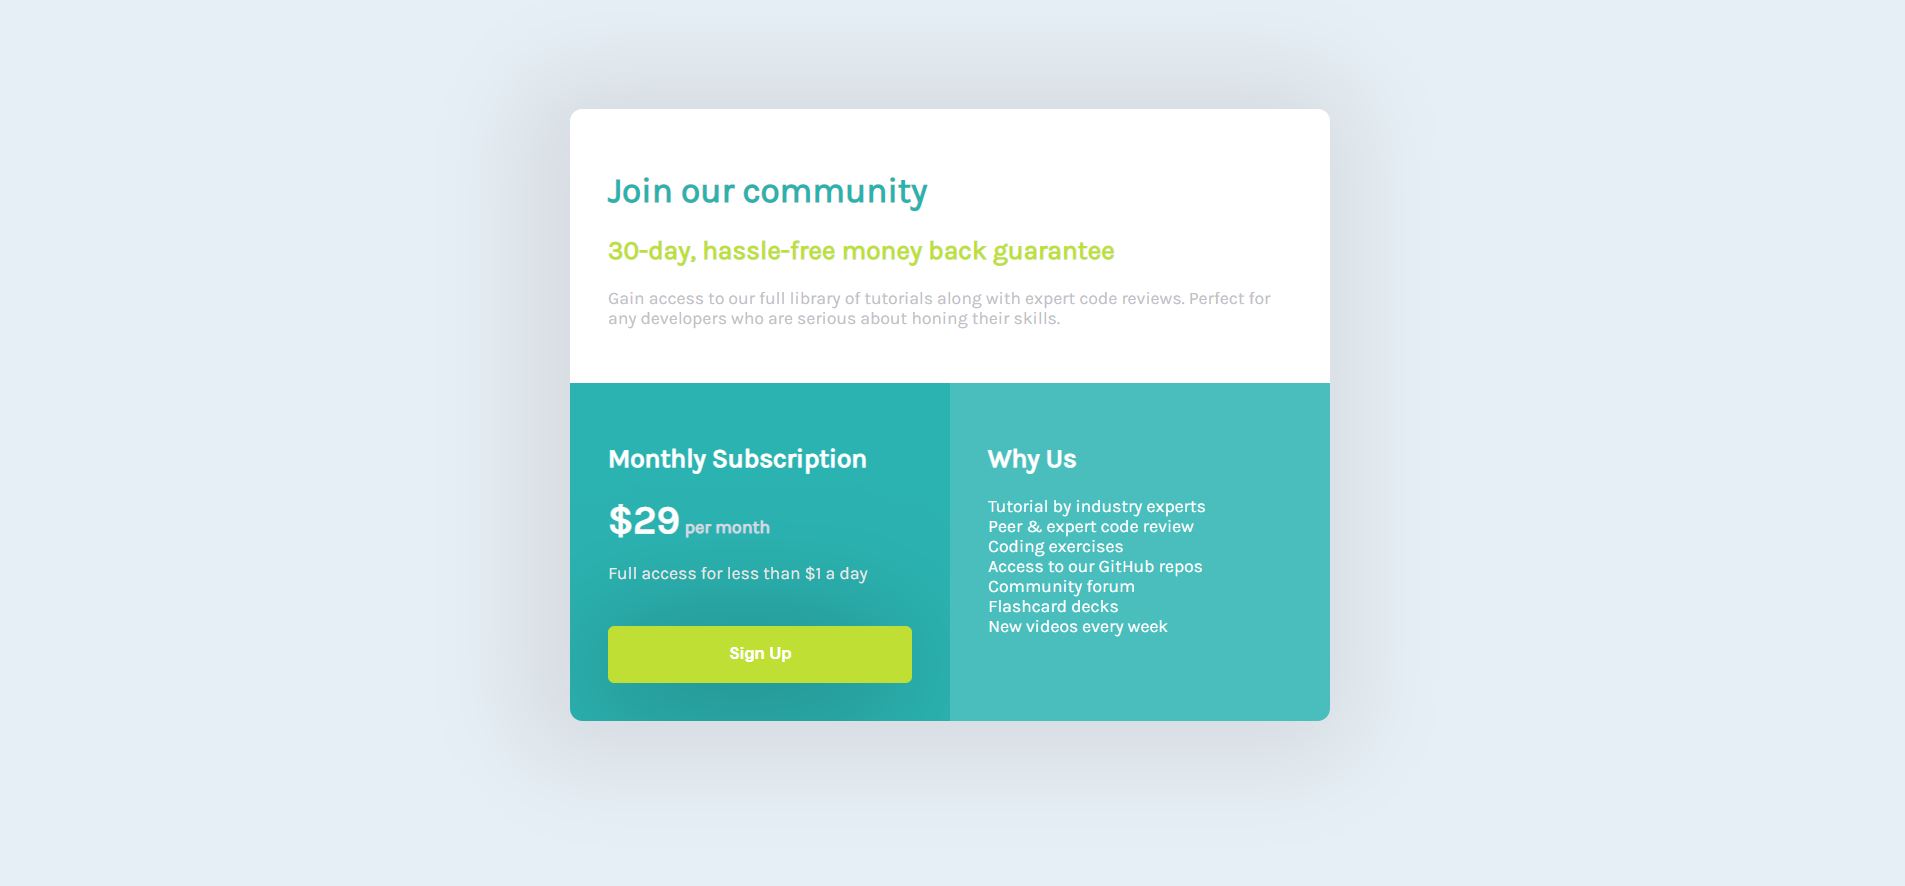 Join our community
30-day, hassle-free money back guarantee
Gain access to our full library of tutorials along with expert code reviews. Perfect for
any developers who are serious about honing their skills.
Monthly Subscription
$29 per month
Full access for less than $1 a day
Sign Up
Why Us
Tutorial by industry experts
Peer & expert code review
Coding exercises
Access to our GitHub repos
Community forum
Flashcard decks
New videos every week